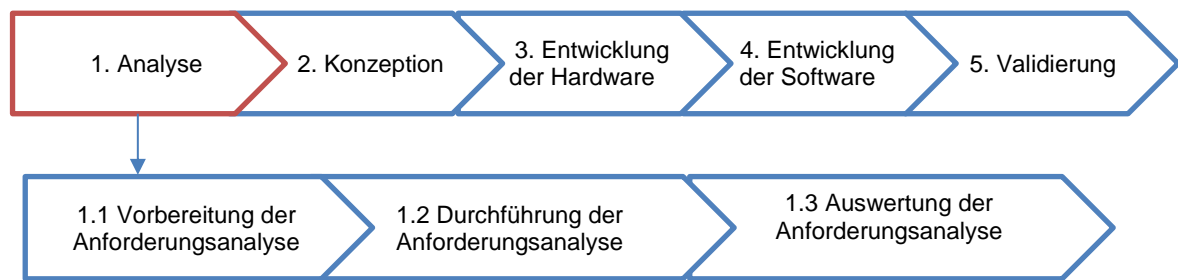 1. Analyse
2. Konzeption
3. Entwicklung
der Hardware
4. Entwicklung
der Software
5. Validierung
1.1 Vorbereitung der
Anforderungsanalyse
1.2 Durchführung der
Anforderungsanalyse
1.3 Auswertung der
Anforderungsanalyse